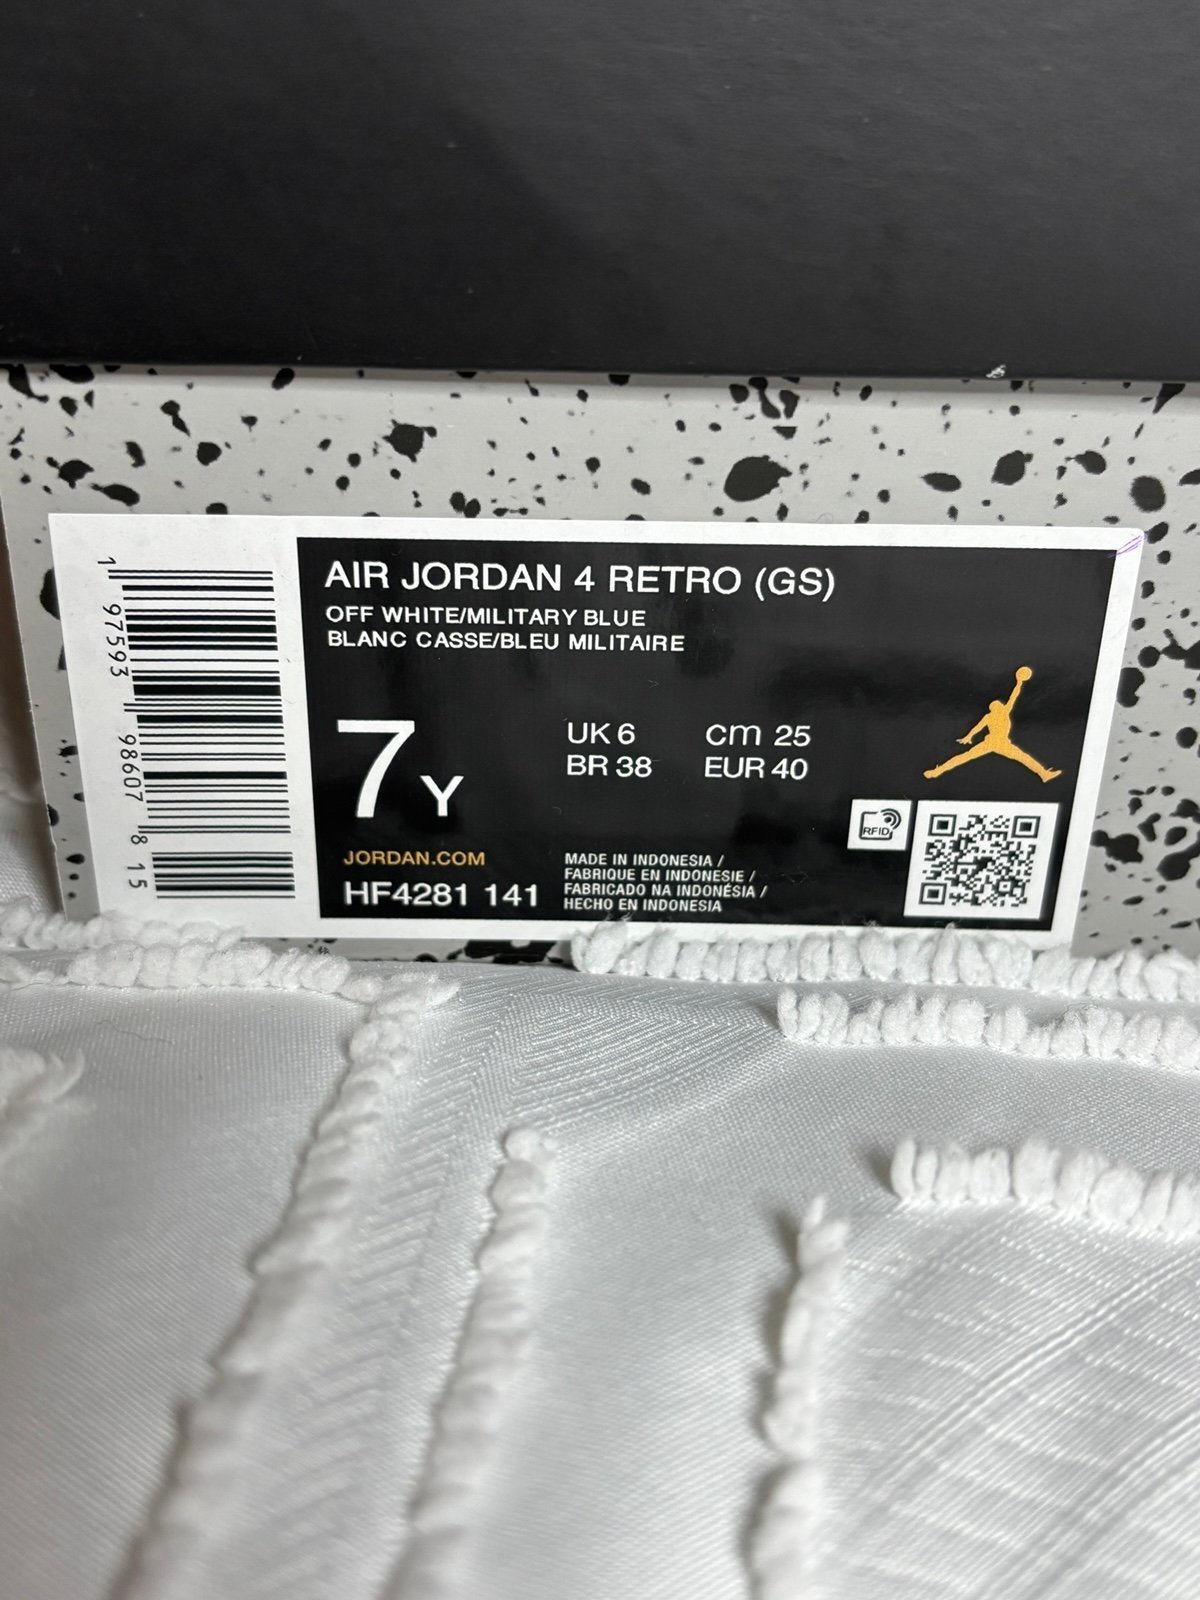 AIR JORDAN 4 RETRO (GS)
OFF WHITE/MILITARY BLUE
BLANC CASSE/BLEU MILITAIRE
7Y
UK 6 cm 25
BR 38 EUR 40
RFID
JORDAN.COM
HF4281 141
MADE IN INDONESIA /
FABRIQUE EN INDONESIE /
FABRICADO NA INDONÉSIA /
HECHO EN INDONESIA
1 97593 98607 8 15